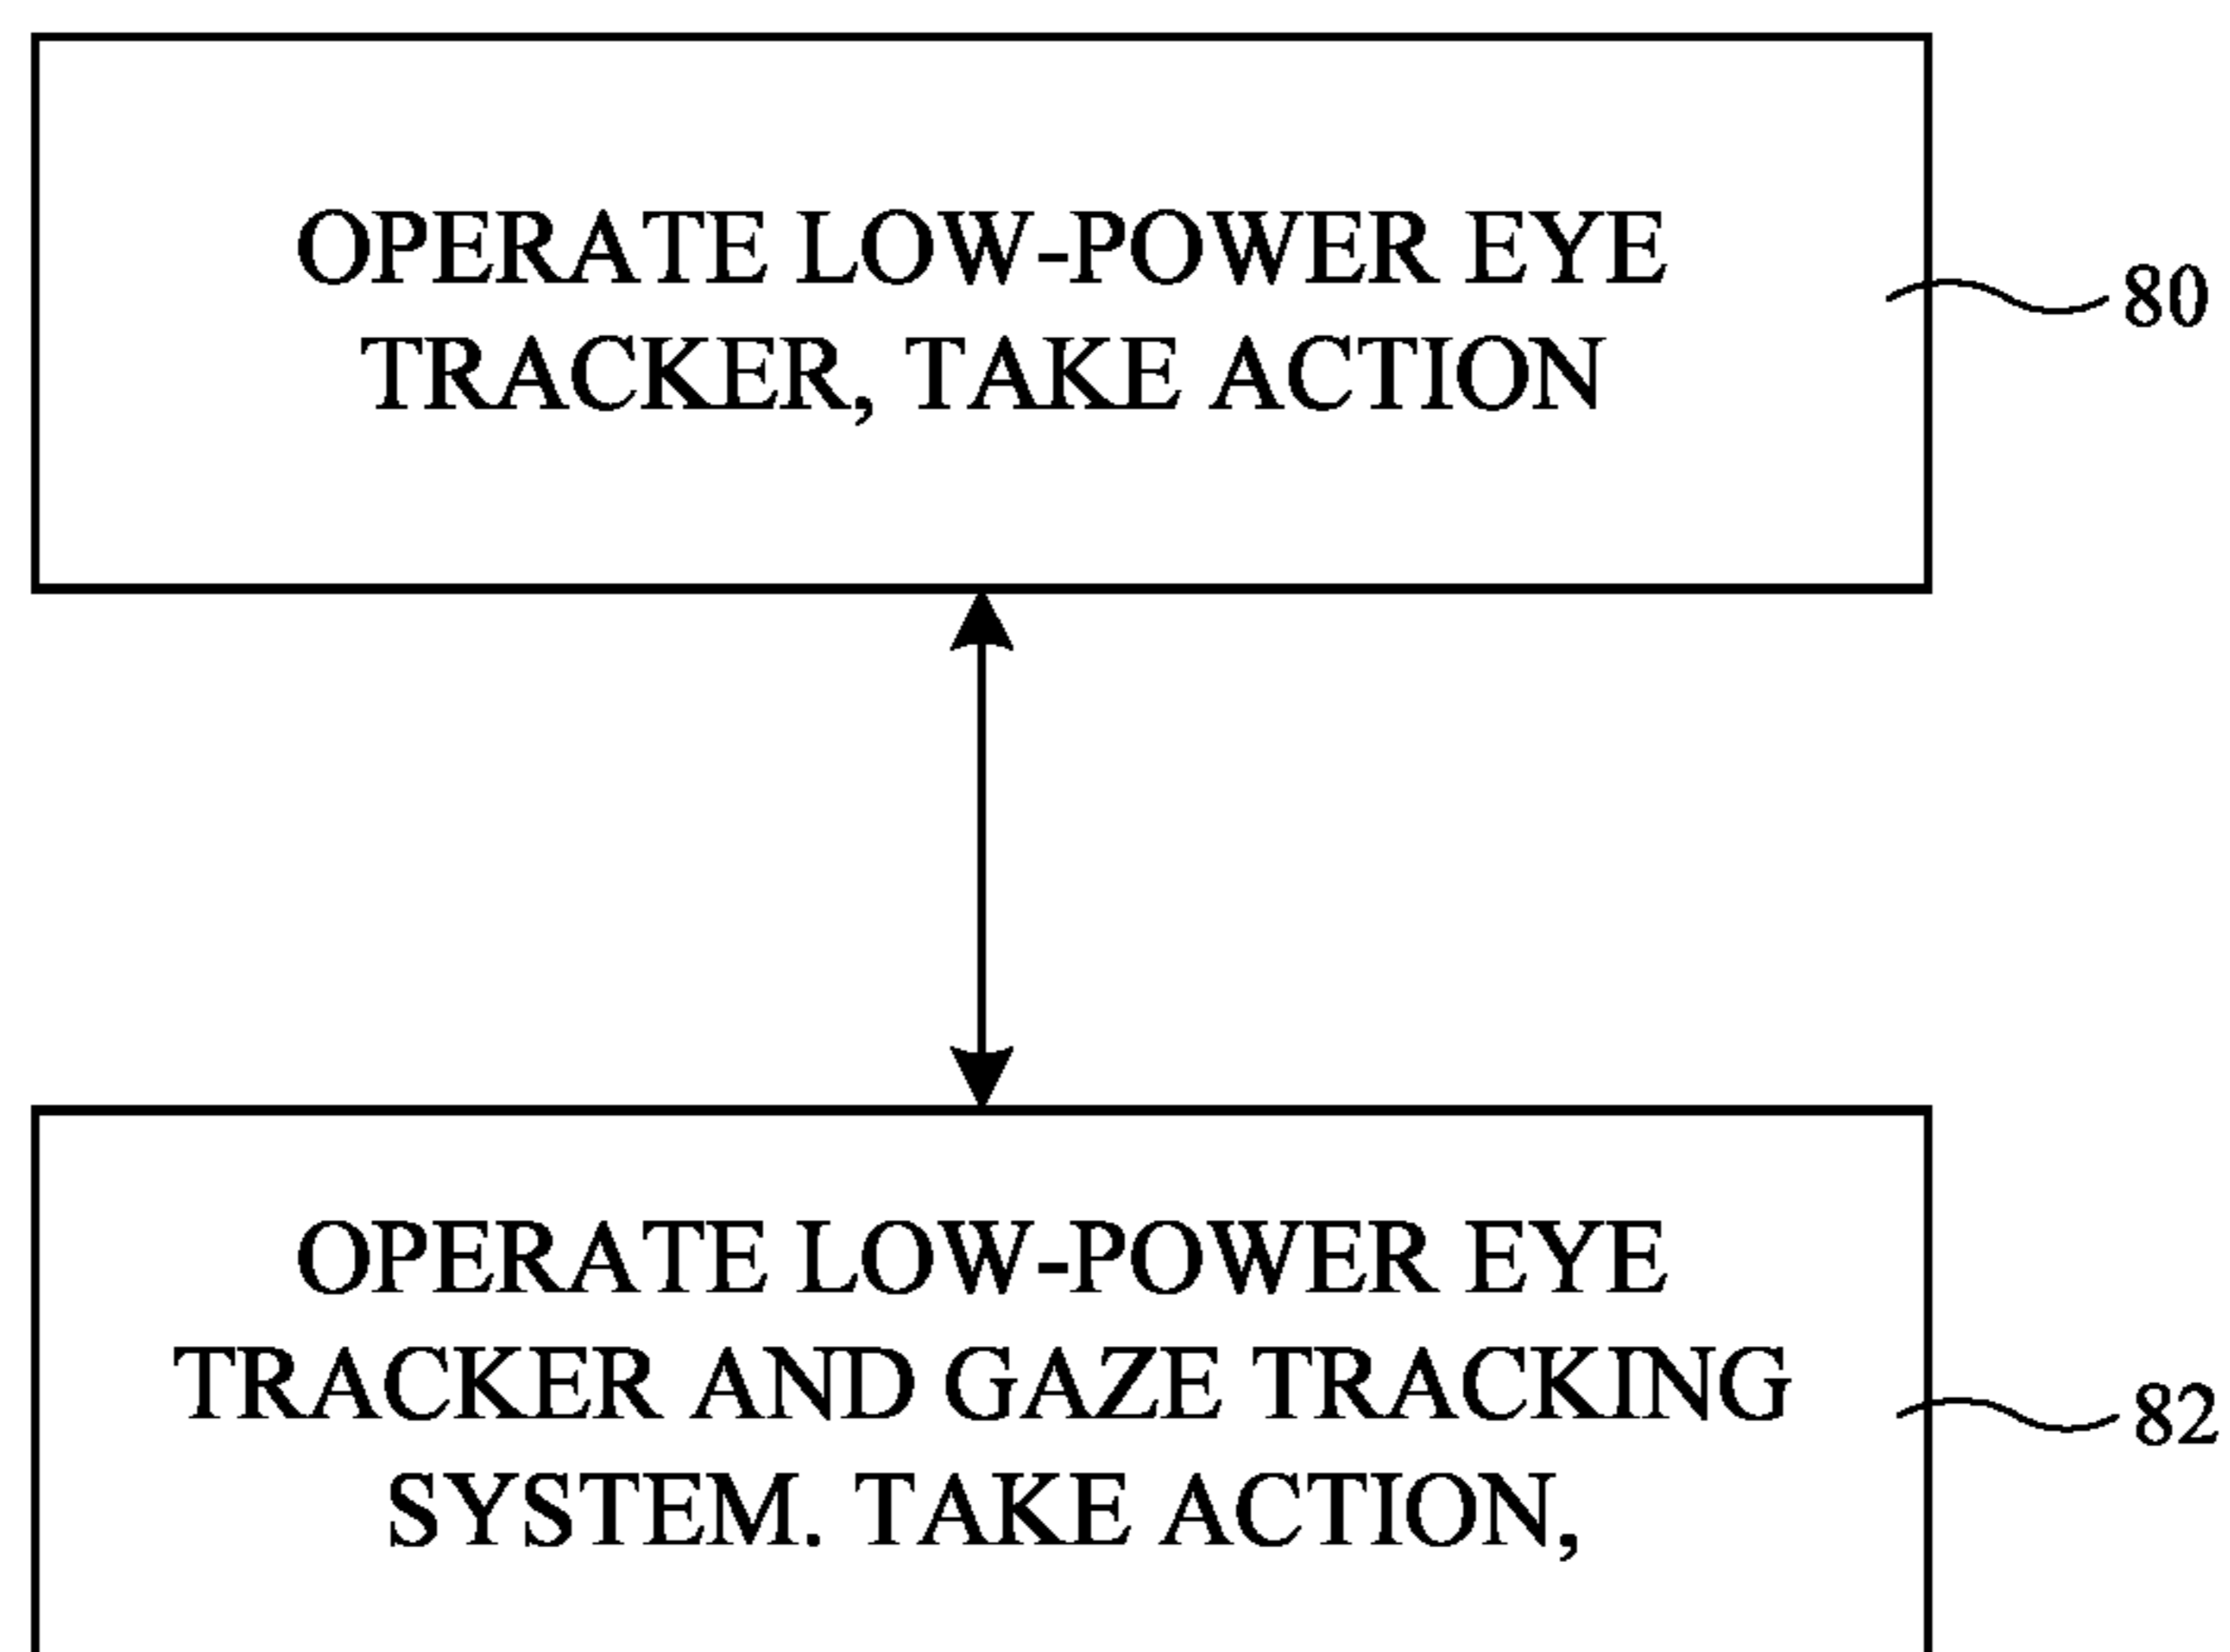 OPERATE LOW-POWER EYE
TRACKER, TAKE ACTION
80
OPERATE LOW-POWER EYE
TRACKER AND GAZE TRACKING
SYSTEM. TAKE ACTION,
82